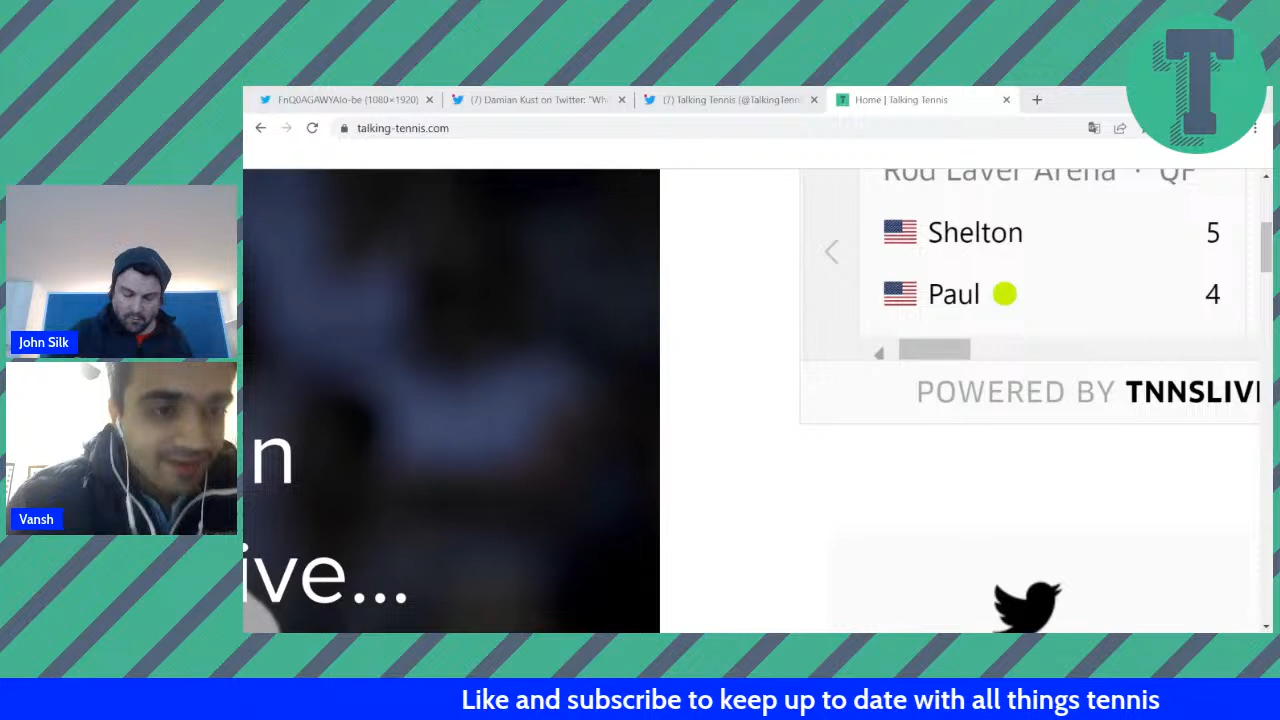 T
FnQ0AGAWYAIo-be (1080×1920)
(7) Damian Kust on Twitter: "Wh
(7) Talking Tennis (@TalkingTenni
Home | Talking Tennis
talking-tennis.com
Rod Laver Arena · QF
Shelton 5
Paul 4
POWERED BY TNNSLIV
n
ive...
John Silk
Vansh
Like and subscribe to keep up to date with all things tennis